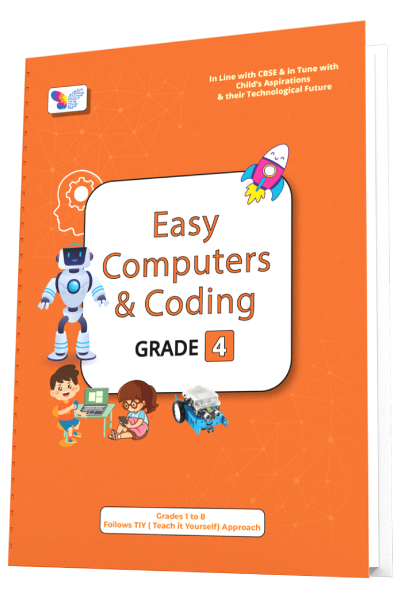 In Line with CBSE & in Tune with
Child's Aspirations
& their Technological Future
Easy
Computers
& Coding
GRADE 4
Grades 1 to 8
Follows TIY ( Teach it Yourself) Approach